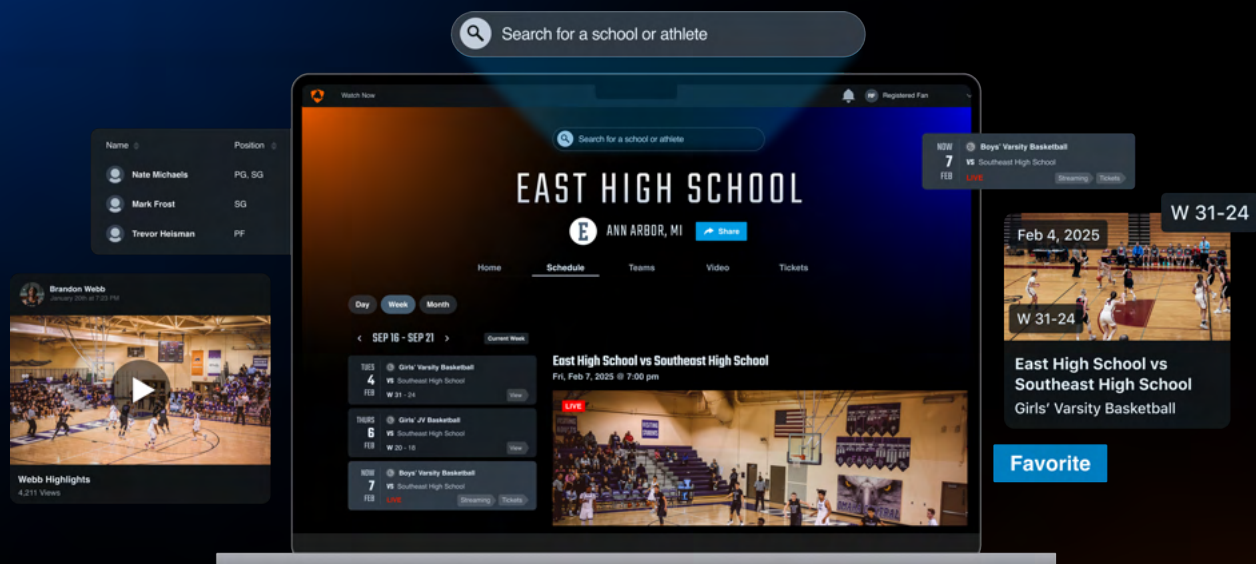 Search for a school or athlete
Watch Now
RF Registered Fan
Search for a school or athlete
EAST HIGH SCHOOL
E ANN ARBOR, MI Share
Home Schedule Teams Video Tickets
Day Week Month
SEP 16 - SEP 21 Current Week
TUES 4 FEB
Girls' Varsity Basketball
VS Southeast High School
W 31 - 24 View
THURS 6 FEB
Girls' JV Basketball
VS Southeast High School
W 20 - 18 View
NOW 7 FEB
Boys' Varsity Basketball
VS Southeast High School
LIVE Streaming Tickets
East High School vs Southeast High School
Fri, Feb 7, 2025 @ 7:00 pm
LIVE
Name Position
Nate Michaels PG, SG
Mark Frost SG
Trevor Heisman PF
Brandon Webb
January 20th at 7:23 PM
Webb Highlights
4,211 Views
NOW 7 FEB
Boys' Varsity Basketball
VS Southeast High School
LIVE Streaming Tickets
W 31-24
Feb 4, 2025
W 31-24
East High School vs
Southeast High School
Girls' Varsity Basketball
Favorite